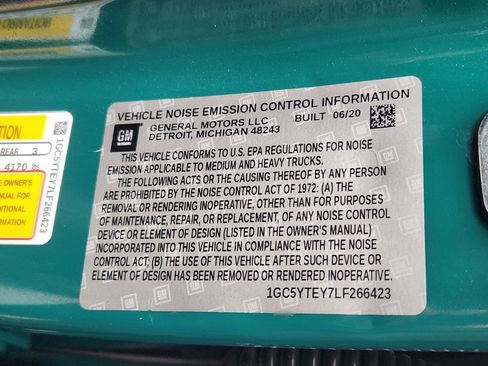 VEHICLE NOISE EMISSION CONTROL INFORMATION
GM
GENERAL MOTORS LLC BUILT 06/20
DETROIT, MICHIGAN 48243
THIS VEHICLE CONFORMS TO U.S. EPA REGULATIONS FOR NOISE
EMISSION APPLICABLE TO MEDIUM AND HEAVY TRUCKS.
THE FOLLOWING ACTS OR THE CAUSING THEREOF BY ANY PERSON
ARE PROHIBITED BY THE NOISE CONTROL ACT OF 1972: (A) THE
REMOVAL OR RENDERING INOPERATIVE, OTHER THAN FOR PURPOSES
OF MAINTENANCE, REPAIR, OR REPLACEMENT, OF ANY NOISE CONTROL
DEVICE OR ELEMENT OF DESIGN (LISTED IN THE OWNER'S MANUAL)
INCORPORATED INTO THIS VEHICLE IN COMPLIANCE WITH THE NOISE
CONTROL ACT; (B) THE USE OF THIS VEHICLE AFTER SUCH DEVICE OR
ELEMENT OF DESIGN HAS BEEN REMOVED OR RENDERED INOPERATIVE.
1GC5YTEY7LF266423
REAR 3
4170
OWNER'S
FOR
1GC5YTEY7LF266423